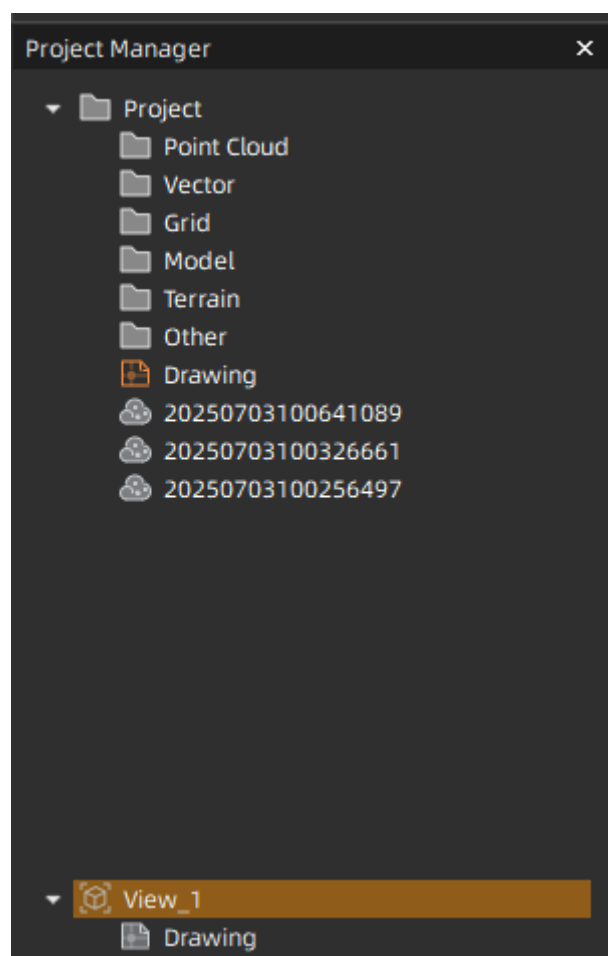 Project Manager
Project
Point Cloud
Vector
Grid
Model
Terrain
Other
Drawing
20250703100641089
20250703100326661
20250703100256497
View_1
Drawing